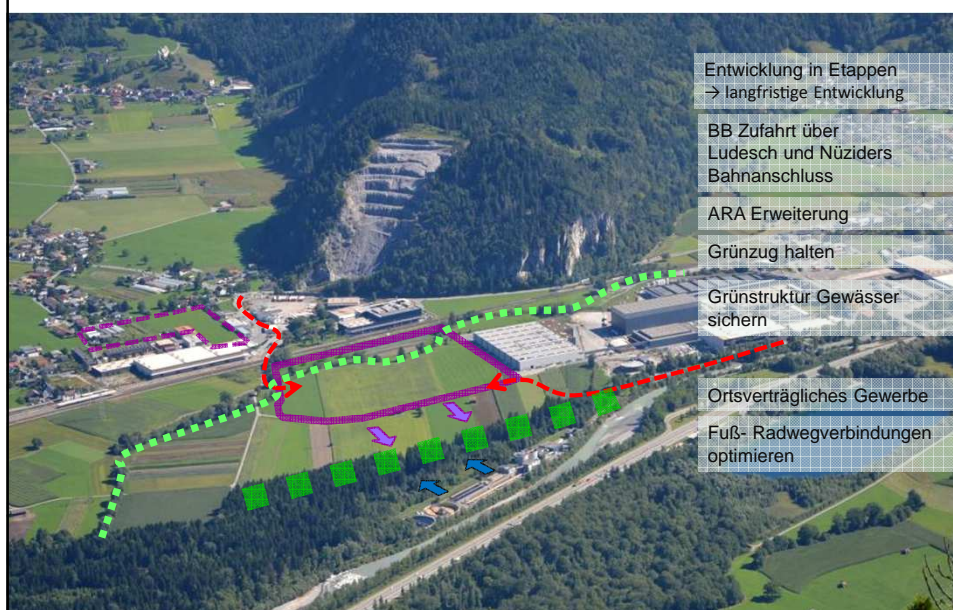 Entwicklung in Etappen
→ langfristige Entwicklung
BB Zufahrt über
Ludesch und Nüziders
Bahnanschluss
ARA Erweiterung
Grünzug halten
Grünstruktur Gewässer
sichern
Ortsverträgliches Gewerbe
Fuß- Radwegverbindungen
optimieren